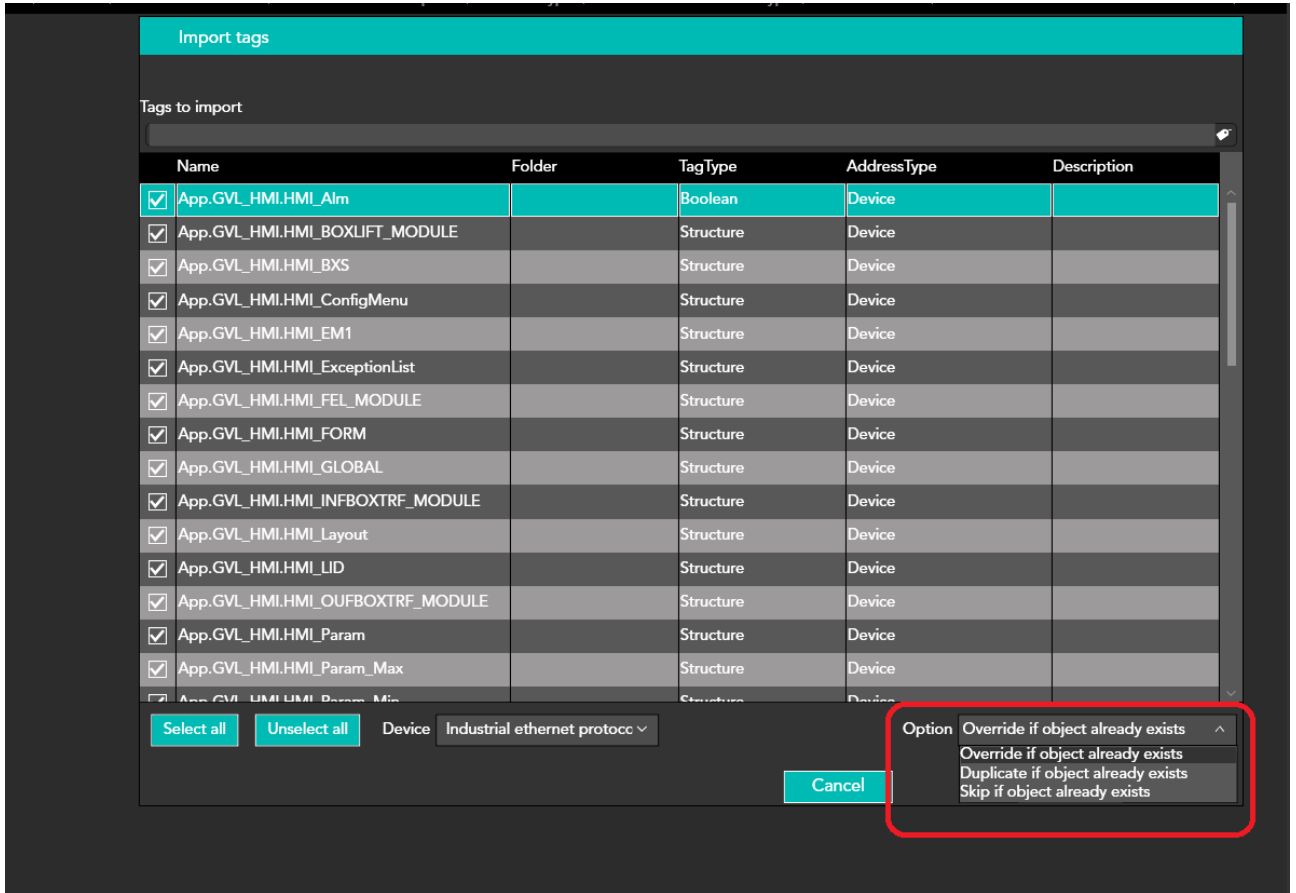 Import tags
Tags to import
Name Folder TagType AddressType Description
App.GVL_HMI.HMI_Alm Boolean Device
App.GVL_HMI.HMI_BOXLIFT_MODULE Structure Device
App.GVL_HMI.HMI_BXS Structure Device
App.GVL_HMI.HMI_ConfigMenu Structure Device
App.GVL_HMI.HMI_EM1 Structure Device
App.GVL_HMI.HMI_ExceptionList Structure Device
App.GVL_HMI.HMI_FEL_MODULE Structure Device
App.GVL_HMI.HMI_FORM Structure Device
App.GVL_HMI.HMI_GLOBAL Structure Device
App.GVL_HMI.HMI_INFBOXTRF_MODULE Structure Device
App.GVL_HMI.HMI_Layout Structure Device
App.GVL_HMI.HMI_LID Structure Device
App.GVL_HMI.HMI_OUFBOXTRF_MODULE Structure Device
App.GVL_HMI.HMI_Param Structure Device
App.GVL_HMI.HMI_Param_Max Structure Device
App.GVL_HMI.HMI_Param_Min Structure Device
Select all Unselect all Device Industrial ethernet protocc Option Override if object already exists
Override if object already exists
Duplicate if object already exists
Skip if object already exists
Cancel